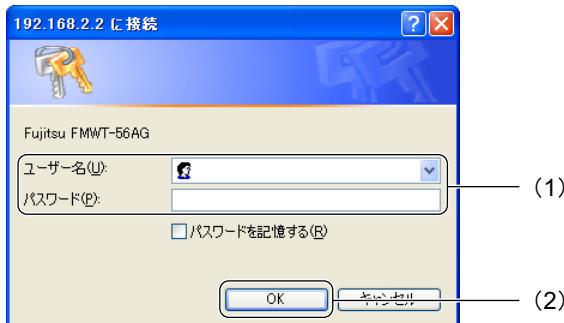 192.168.2.2 に接続
Fujitsu FMWT-56AG
ユーザー名(U):
(1)
パスワード(P):
パスワードを記憶する(R)
OK キャンセル (2)